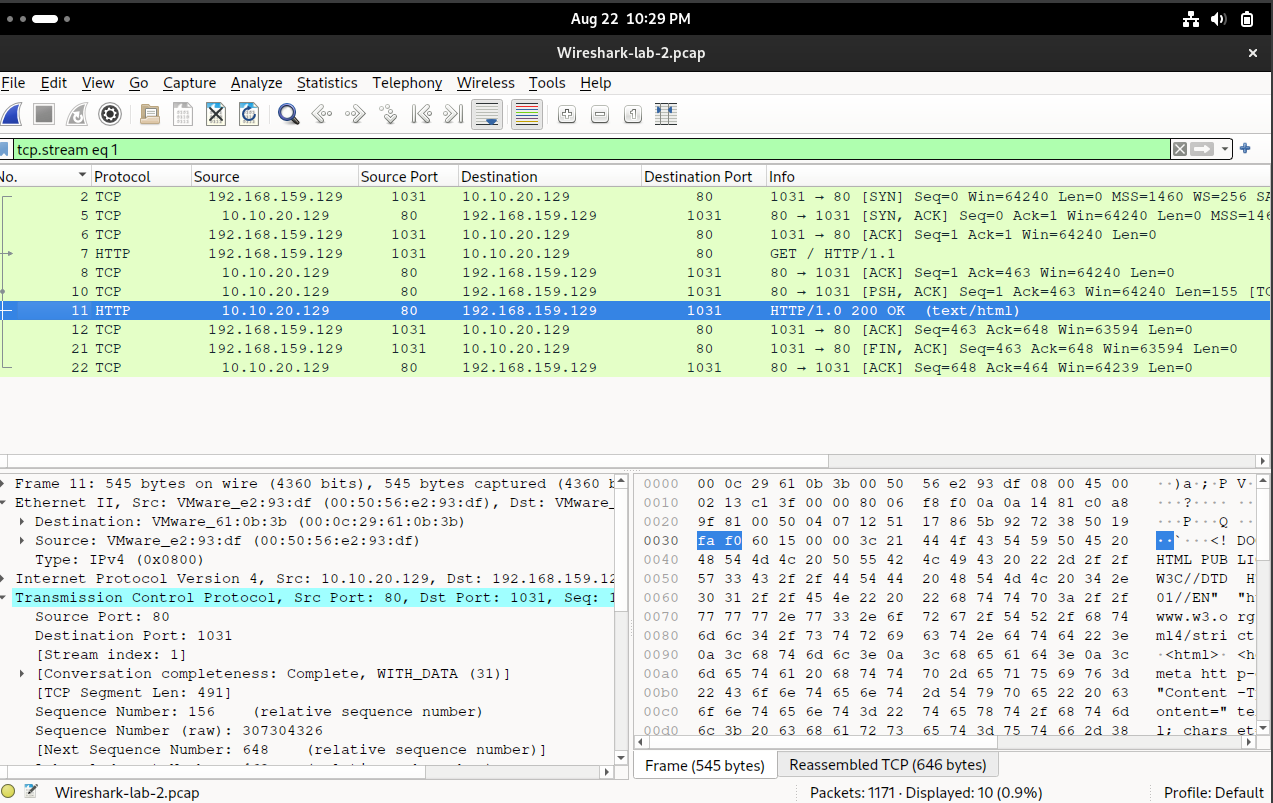 Aug 22 10:29 PM
Wireshark-lab-2.pcap
File Edit View Go Capture Analyze Statistics Telephony Wireless Tools Help
tcp.stream eq 1
No. Protocol Source Source Port Destination Destination Port Info
2 TCP 192.168.159.129 1031 10.10.20.129 80 1031 → 80 [SYN] Seq=0 Win=64240 Len=0 MSS=1460 WS=256 SA
5 TCP 10.10.20.129 80 192.168.159.129 1031 80 → 1031 [SYN, ACK] Seq=0 Ack=1 Win=64240 Len=0 MSS=146
6 TCP 192.168.159.129 1031 10.10.20.129 80 1031 → 80 [ACK] Seq=1 Ack=1 Win=64240 Len=0
7 HTTP 192.168.159.129 1031 10.10.20.129 80 GET / HTTP/1.1
8 TCP 10.10.20.129 80 192.168.159.129 1031 80 → 1031 [ACK] Seq=1 Ack=463 Win=64240 Len=0
10 TCP 10.10.20.129 80 192.168.159.129 1031 80 → 1031 [PSH, ACK] Seq=1 Ack=463 Win=64240 Len=155 [TC
11 HTTP 10.10.20.129 80 192.168.159.129 1031 HTTP/1.0 200 OK (text/html)
12 TCP 192.168.159.129 1031 10.10.20.129 80 1031 → 80 [ACK] Seq=463 Ack=648 Win=63594 Len=0
21 TCP 192.168.159.129 1031 10.10.20.129 80 1031 → 80 [FIN, ACK] Seq=463 Ack=648 Win=63594 Len=0
22 TCP 10.10.20.129 80 192.168.159.129 1031 80 → 1031 [ACK] Seq=648 Ack=464 Win=64239 Len=0
Frame 11: 545 bytes on wire (4360 bits), 545 bytes captured (4360 b
Ethernet II, Src: VMware_e2:93:df (00:50:56:e2:93:df), Dst: VMware_
Destination: VMware_61:0b:3b (00:0c:29:61:0b:3b)
Source: VMware_e2:93:df (00:50:56:e2:93:df)
Type: IPv4 (0x0800)
Internet Protocol Version 4, Src: 10.10.20.129, Dst: 192.168.159.12
Transmission Control Protocol, Src Port: 80, Dst Port: 1031, Seq: 1
Source Port: 80
Destination Port: 1031
[Stream index: 1]
[Conversation completeness: Complete, WITH_DATA (31)]
[TCP Segment Len: 491]
Sequence Number: 156 (relative sequence number)
Sequence Number (raw): 307304326
[Next Sequence Number: 648 (relative sequence number)]
0000 00 0c 29 61 0b 3b 00 50 56 e2 93 df 08 00 45 00 ··)a·;·P V·
0010 02 13 c1 3f 00 00 80 06 f8 f0 0a 0a 14 81 c0 a8 ···?····
0020 9f 81 00 50 04 07 12 51 17 86 5b 92 72 38 50 19 ···P···Q
0030 fa f0 60 15 00 00 3c 21 44 4f 43 54 59 50 45 20 ··`···<! DO
0040 48 54 4d 4c 20 50 55 42 4c 49 43 20 22 2d 2f 2f HTML PUB LI
0050 57 33 43 2f 2f 44 54 44 20 48 54 4d 4c 20 34 2e W3C//DTD H
0060 30 31 2f 2f 45 4e 22 20 22 68 74 74 70 3a 2f 2f 01//EN" "h
0070 77 77 77 2e 77 33 2e 6f 72 67 2f 54 52 2f 68 74 www.w3.o rg
0080 6d 6c 34 2f 73 74 72 69 63 74 2e 64 74 64 22 3e ml4/stri ct
0090 0a 3c 68 74 6d 6c 3e 0a 3c 68 65 61 64 3e 0a 3c ·<html>· <h
00a0 6d 65 74 61 20 68 74 74 70 2d 65 71 75 69 76 3d meta htt p-
00b0 22 43 6f 6e 74 65 6e 74 2d 54 79 70 65 22 20 63 "Content -T
00c0 6f 6e 74 65 6e 74 3d 22 74 65 78 74 2f 68 74 6d ontent=" te
00d0 6c 3b 20 63 68 61 72 73 65 74 3d 75 74 66 2d 38 l; chars et
Frame (545 bytes) Reassembled TCP (646 bytes)
Wireshark-lab-2.pcap Packets: 1171 · Displayed: 10 (0.9%) Profile: Default